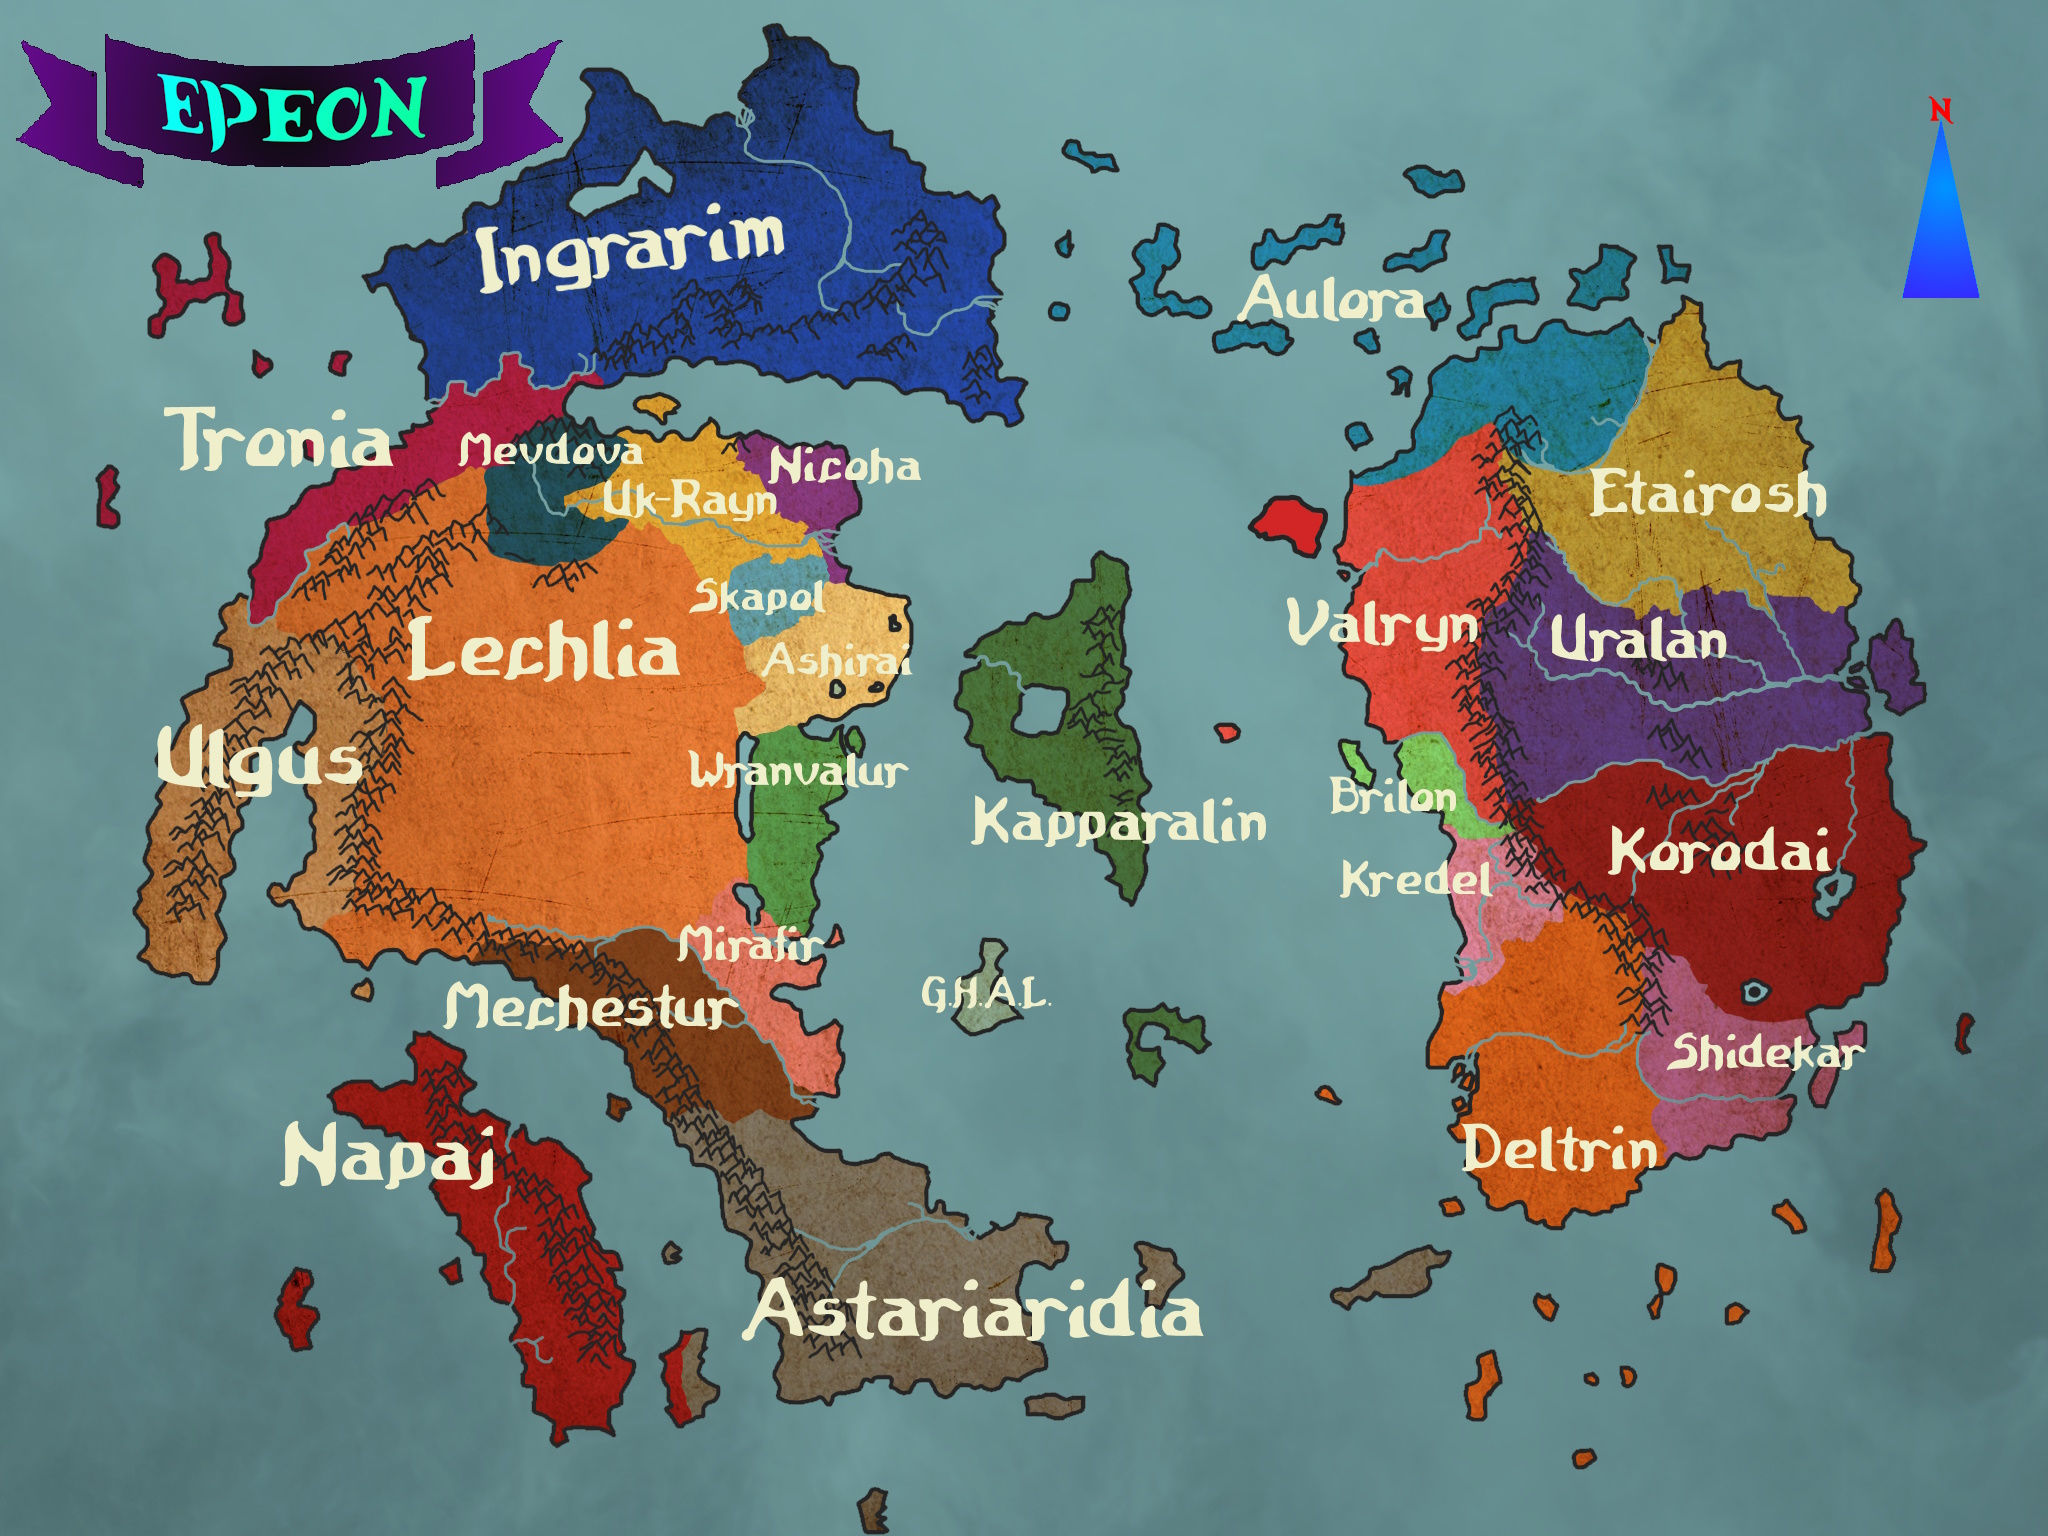 EPEON
N
Ingrarim
Aulora
Tronia
Mevdova
Nicoha
Uk-Rayn
Etairosh
Skapol
Valryn
Uralan
Lechlia
Ashirai
Ulgus
Wranvalur
Brilon
Kapparalin
Korodai
Kredel
Mirafir
G.H.A.L.
Mechestur
Shidekar
Napaj
Deltrin
Astariaridia